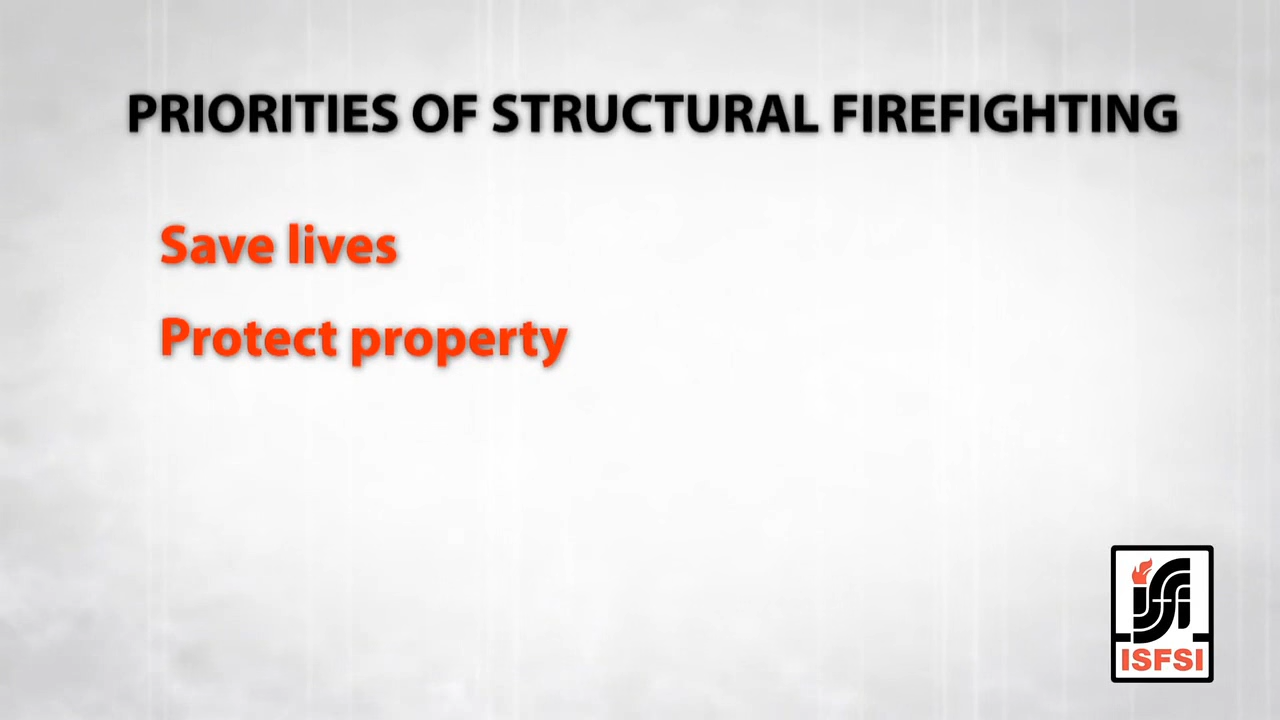 PRIORITIES OF STRUCTURAL FIREFIGHTING
Save lives
Protect property
ISFSI